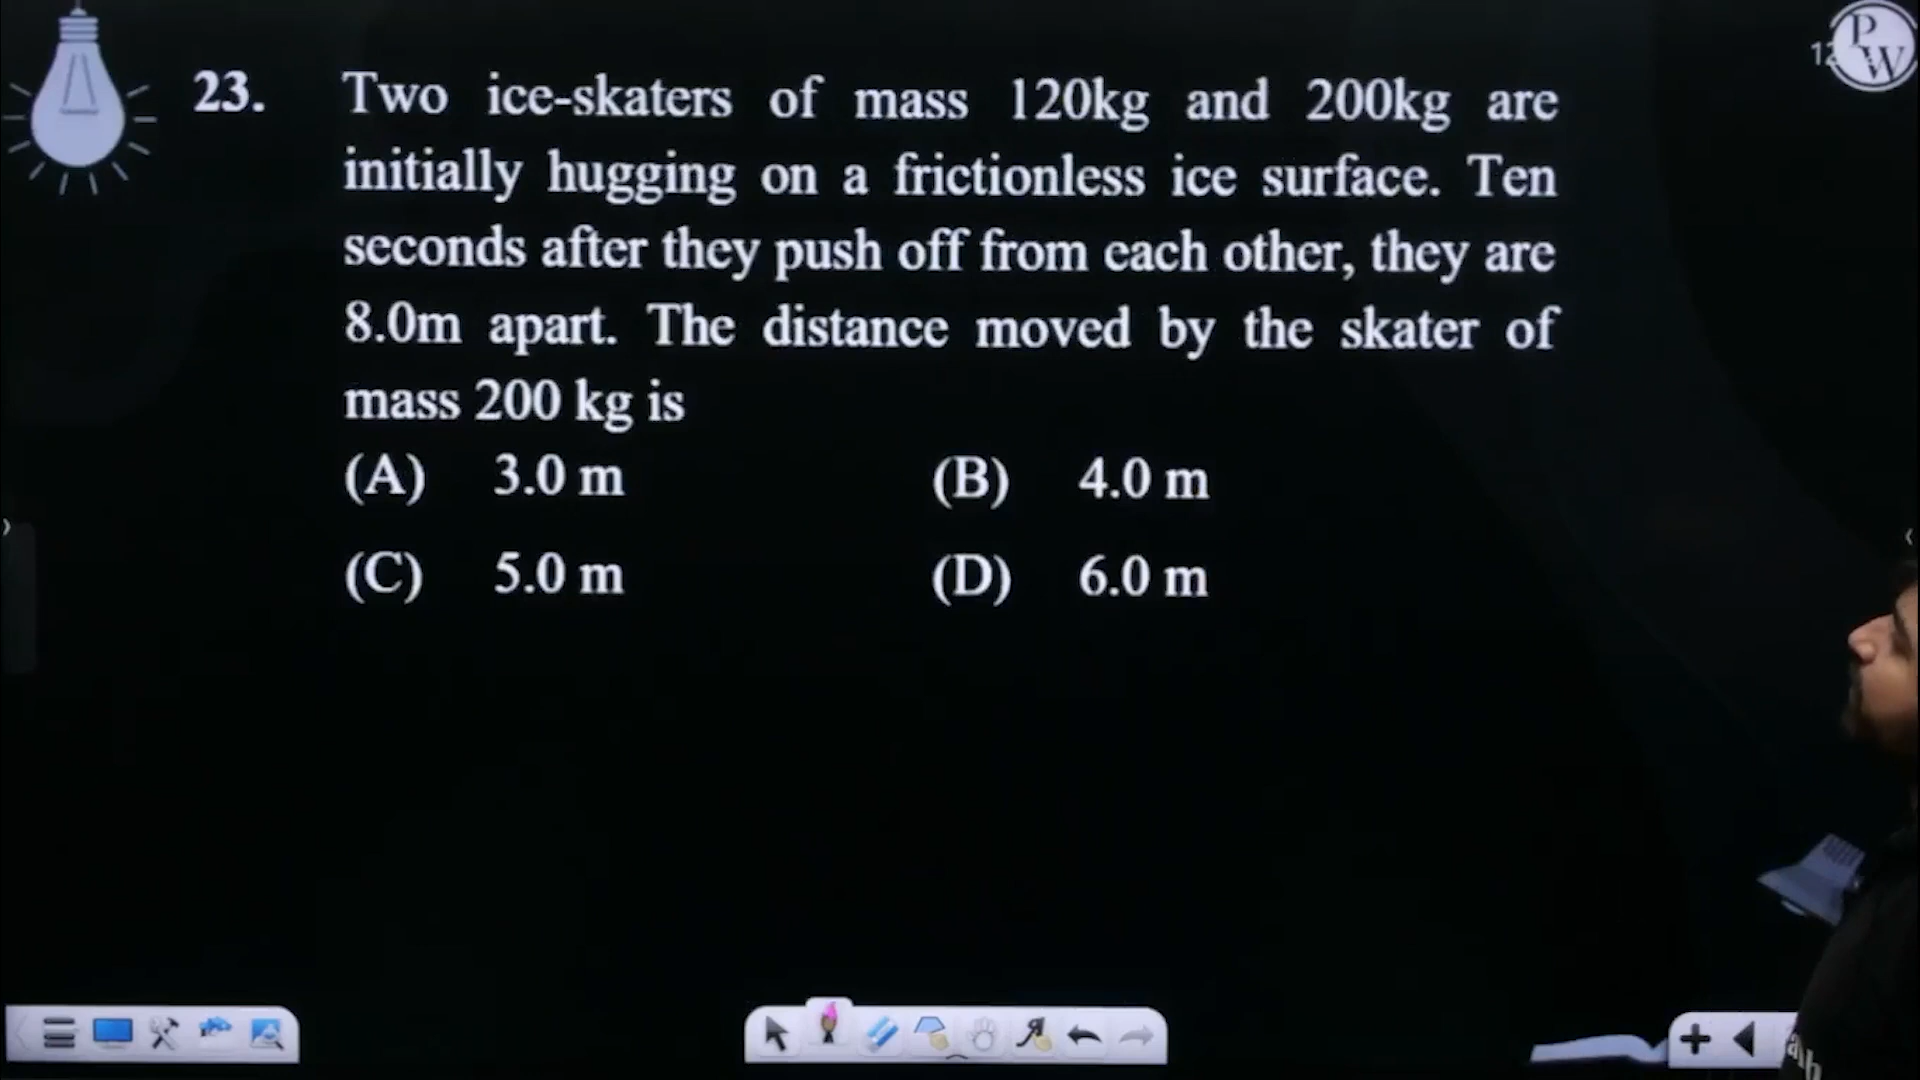 PW
23. Two ice-skaters of mass 120kg and 200kg are
initially hugging on a frictionless ice surface. Ten
seconds after they push off from each other, they are
8.0m apart. The distance moved by the skater of
mass 200 kg is
(A) 3.0 m (B) 4.0 m
(C) 5.0 m (D) 6.0 m